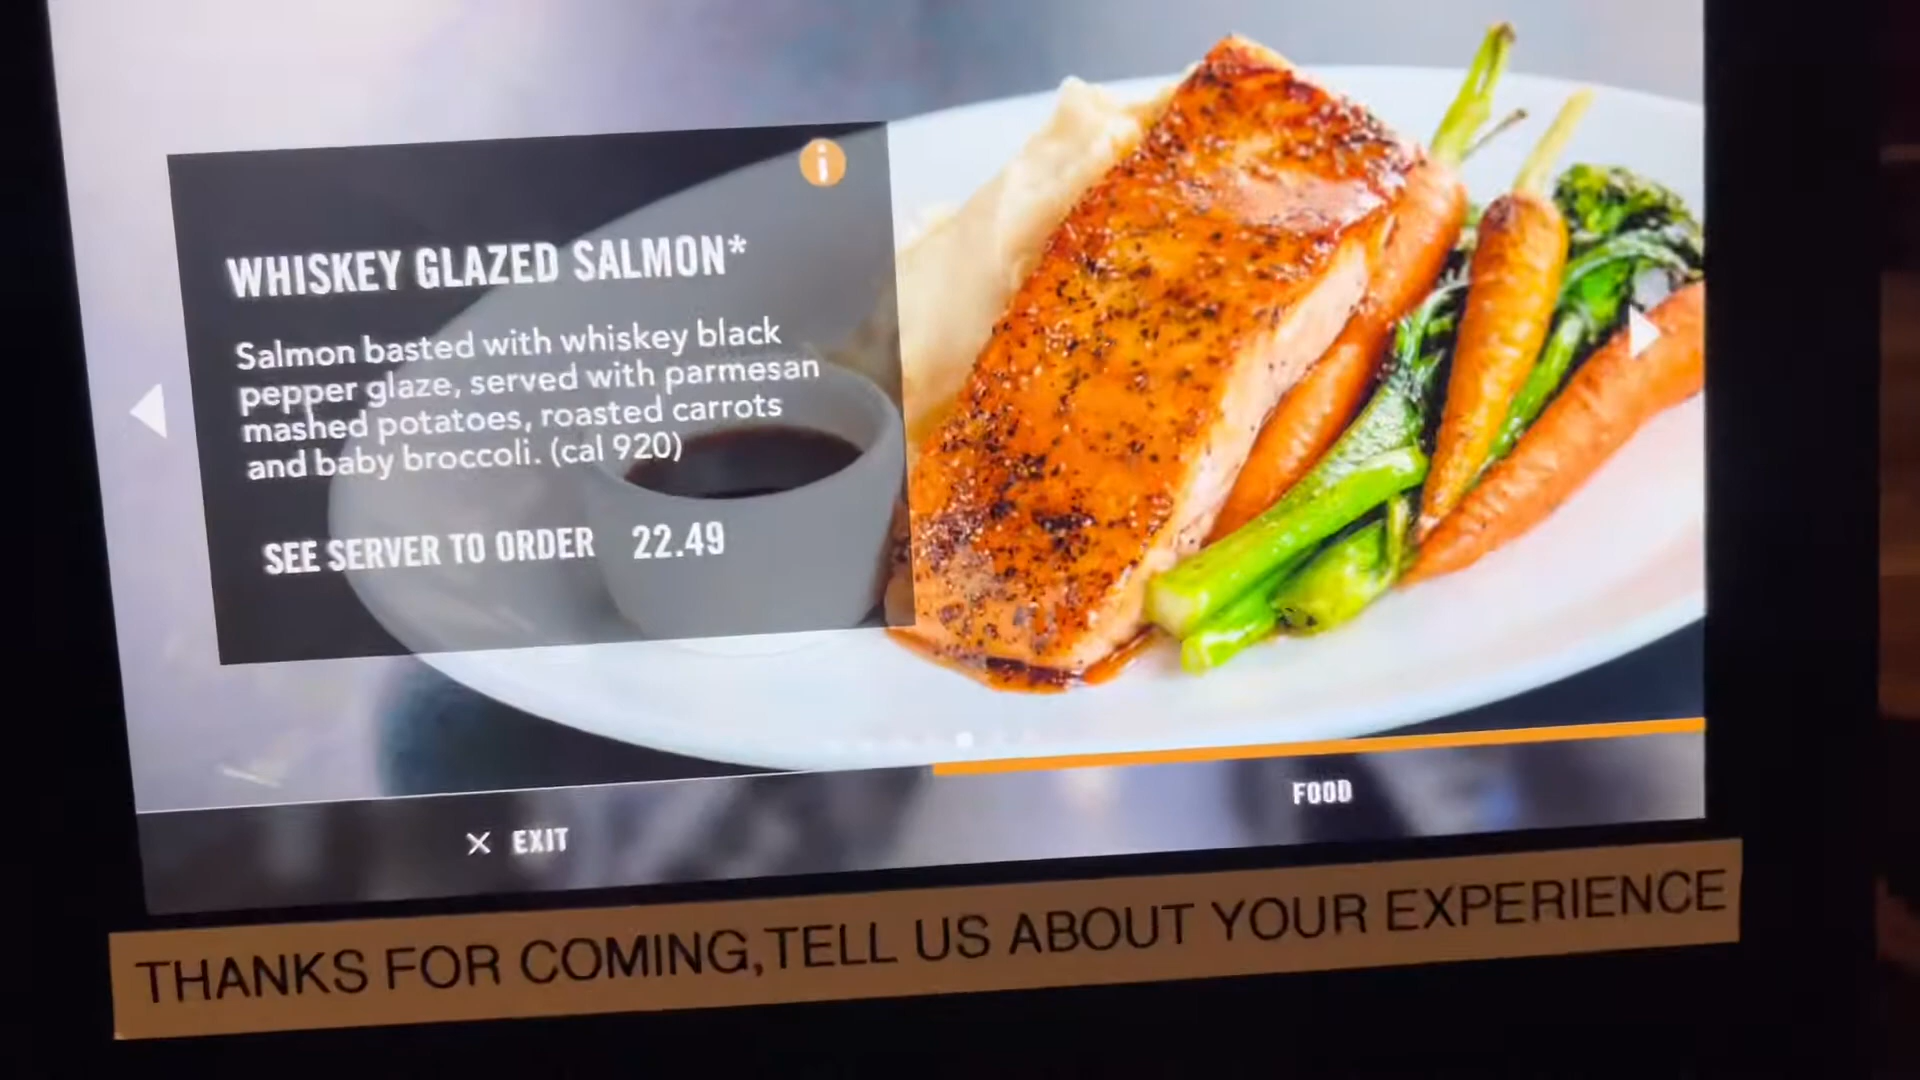 i
WHISKEY GLAZED SALMON*
Salmon basted with whiskey black
pepper glaze, served with parmesan
mashed potatoes, roasted carrots
and baby broccoli. (cal 920)
SEE SERVER TO ORDER 22.49
FOOD
X EXIT
THANKS FOR COMING,TELL US ABOUT YOUR EXPERIENCE